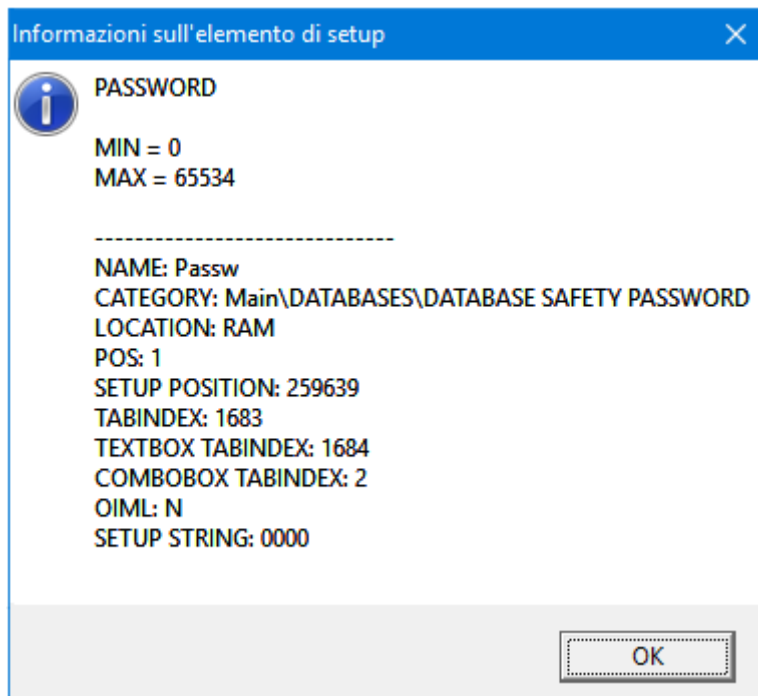 Informazioni sull'elemento di setup
PASSWORD
MIN = 0
MAX = 65534
------------------------------
NAME: Passw
CATEGORY: Main\DATABASES\DATABASE SAFETY PASSWORD
LOCATION: RAM
POS: 1
SETUP POSITION: 259639
TABINDEX: 1683
TEXTBOX TABINDEX: 1684
COMBOBOX TABINDEX: 2
OIML: N
SETUP STRING: 0000
OK